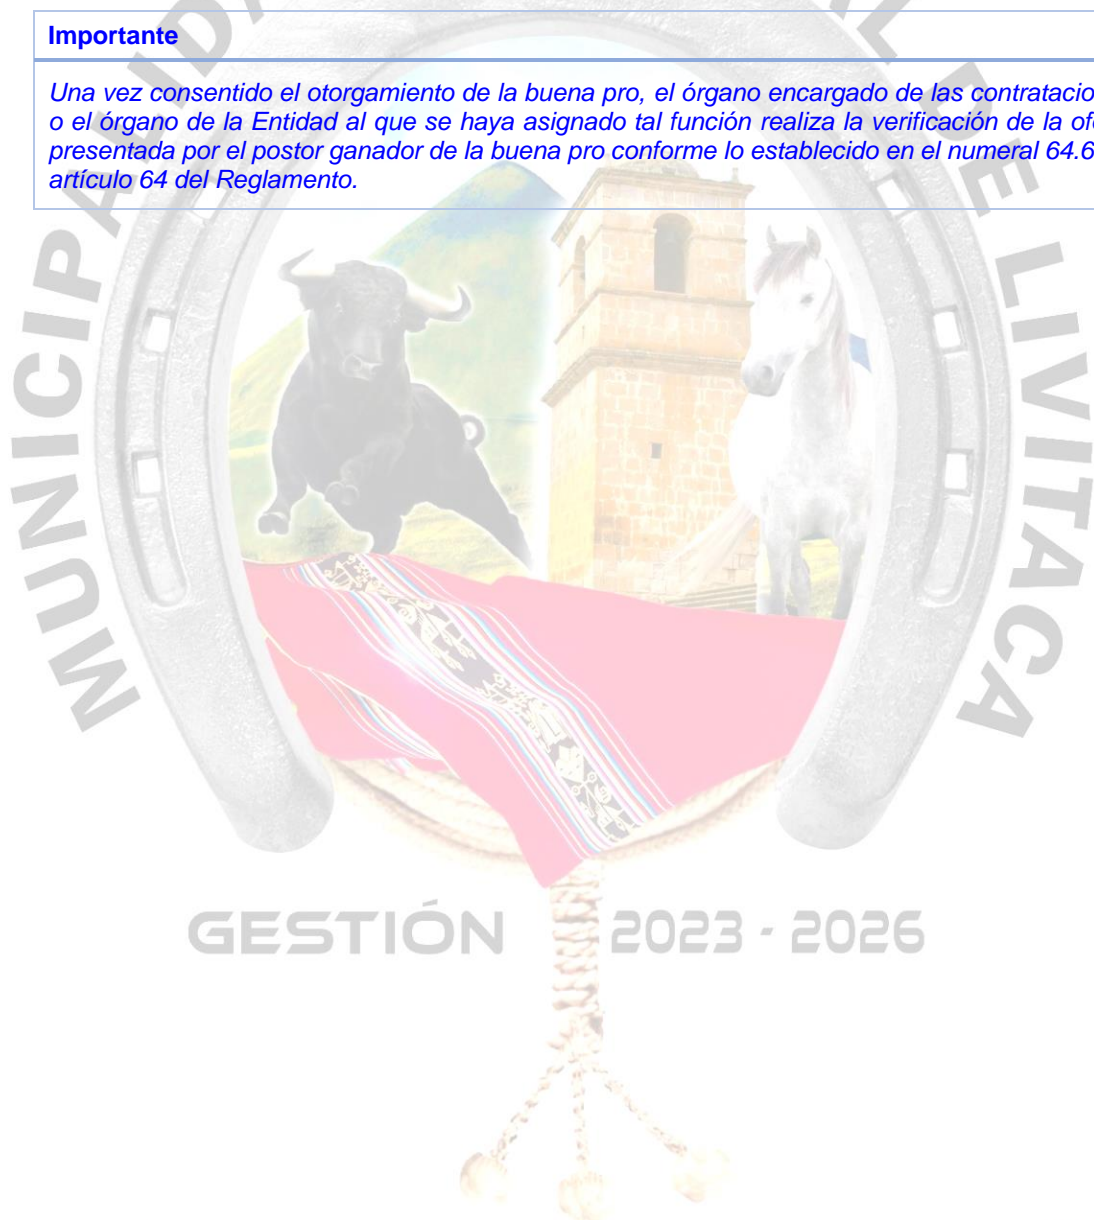 Importante
Una vez consentido el otorgamiento de la buena pro, el órgano encargado de las
o el órgano de la Entidad al que se haya asignado tal función realiza la verificación de la
presentada por el postor ganador de la buena pro conforme lo establecido en el numeral 64.6
artículo 64 del Reglamento.
DE LIVITACA
GESTIÓN 2023 - 2026